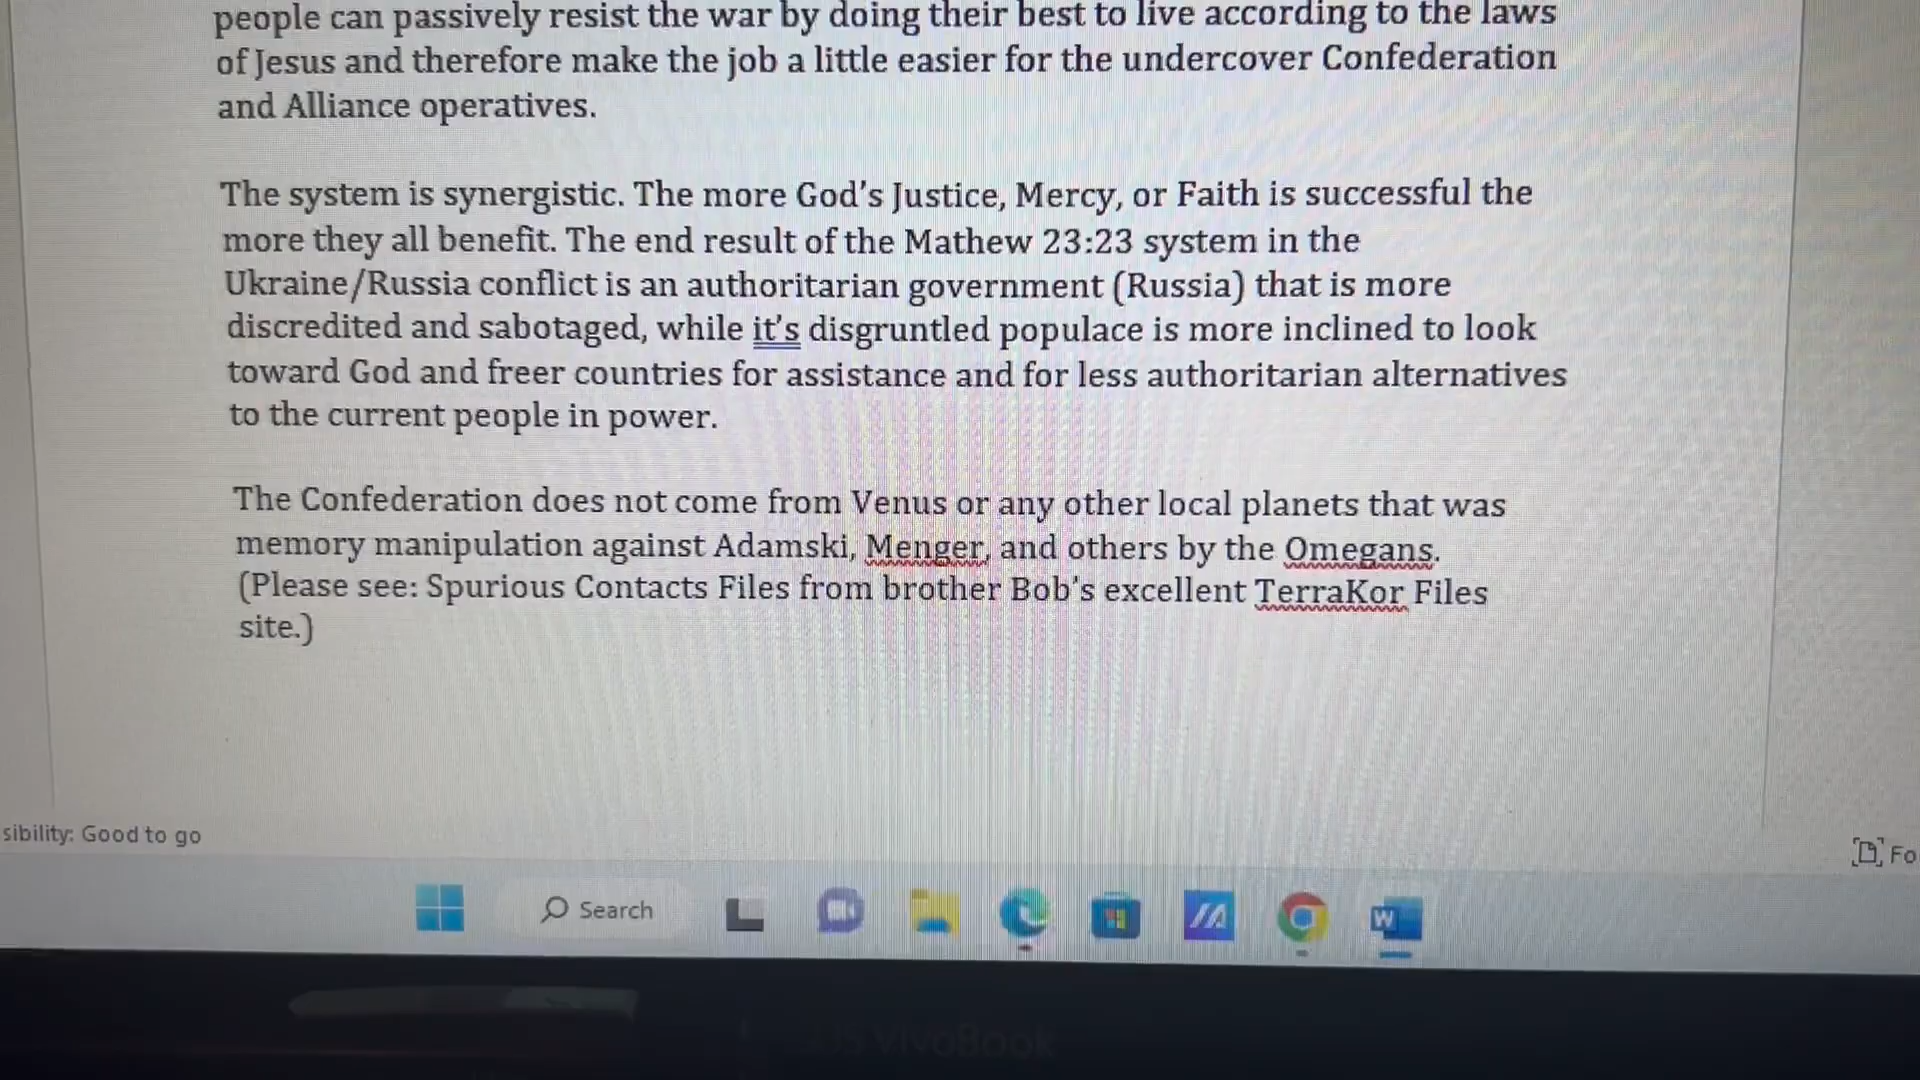 people can passively resist the war by doing their best to live according to the laws
of Jesus and therefore make the job a little easier for the undercover Confederation
and Alliance operatives.
The system is synergistic. The more God's Justice, Mercy, or Faith is successful the
more they all benefit. The end result of the Mathew 23:23 system in the
Ukraine/Russia conflict is an authoritarian government (Russia) that is more
discredited and sabotaged, while it's disgruntled populace is more inclined to look
toward God and freer countries for assistance and for less authoritarian alternatives
to the current people in power.
The Confederation does not come from Venus or any other local planets that was
memory manipulation against Adamski, Menger, and others by the Omegans.
(Please see: Spurious Contacts Files from brother Bob's excellent TerraKor Files
site.)
sibility: Good to go
Fo
Search
W
VivoBook